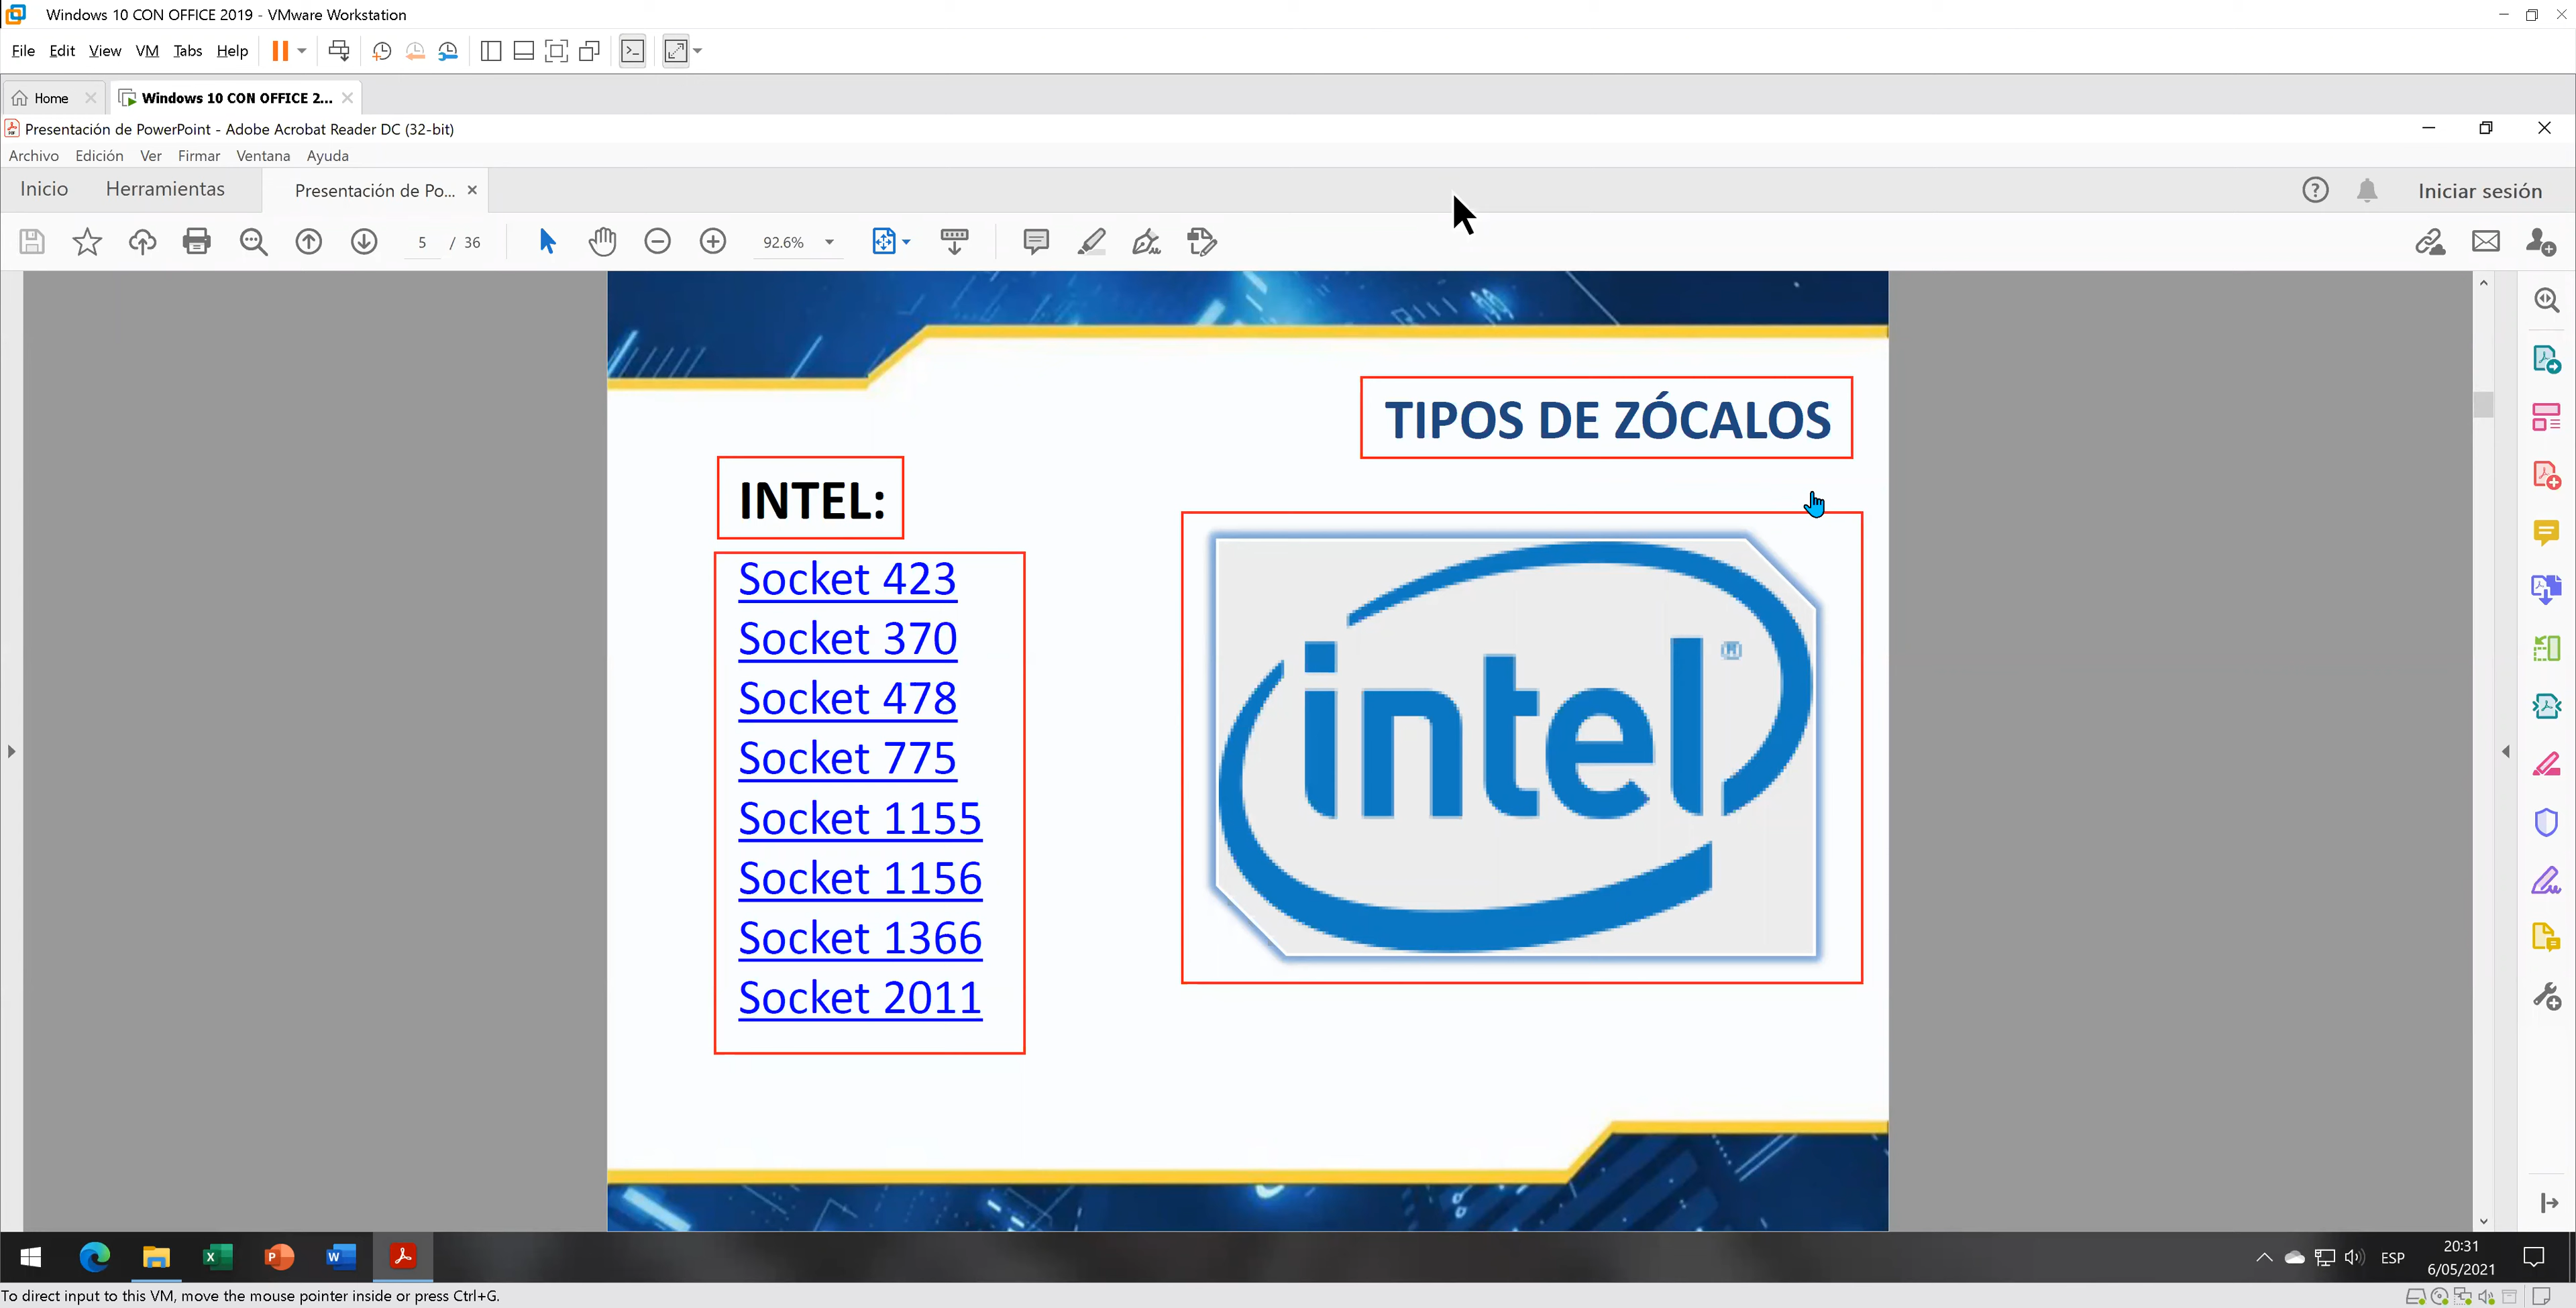 Windows 10 CON OFFICE 2019 - VMware Workstation
File Edit View VM Tabs Help
Home Windows 10 CON OFFICE 2...
Presentación de PowerPoint - Adobe Acrobat Reader DC (32-bit)
Archivo Edición Ver Firmar Ventana Ayuda
Inicio Herramientas Presentación de Po... Iniciar sesión
5 / 36 92.6%
TIPOS DE ZÓCALOS
INTEL:
Socket 423
Socket 370
Socket 478
Socket 775
Socket 1155
Socket 1156
Socket 1366
Socket 2011
intel®
ESP 20:31
6/05/2021
To direct input to this VM, move the mouse pointer inside or press Ctrl+G.